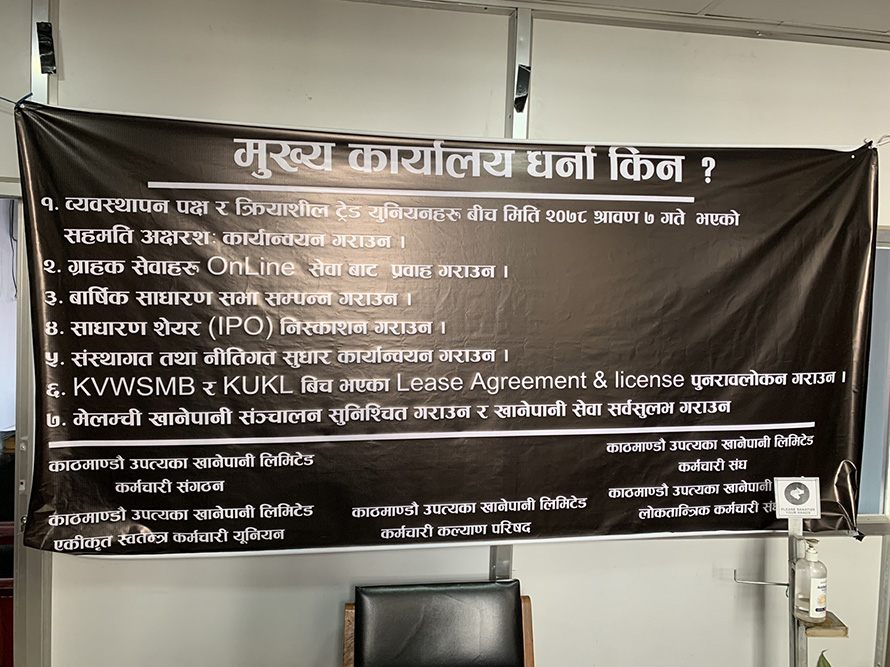 मुख्य कार्यालय धर्ना किन ?
१. व्यवस्थापन पक्ष र क्रियाशील ट्रेड युनियनहरू बीच मिति २०७८ श्रावण ७ गते भएको
सहमति अक्षरशः कार्यान्वयन गराउन ।
२. ग्राहक सेवाहरू OnLine सेवा बाट प्रवाह गराउन ।
३. बार्षिक साधारण सभा सम्पन्न गराउन ।
४. साधारण शेयर (IPO) निस्काशन गराउन ।
५. संस्थागत तथा नीतिगत सुधार कार्यान्वयन गराउन ।
६. KVWSMB र KUKL बिच भएका Lease Agreement & license पुनरावलोकन गराउन ।
७. मेलम्ची खानेपानी संञ्चालन सुनिश्चित गराउन र खानेपानी सेवा सर्वसुलभ गराउन
काठमाण्डौ उपत्यका खानेपानी लिमिटेड
कर्मचारी संगठन
काठमाण्डौ उपत्यका खानेपानी लिमिटेड
कर्मचारी संघ
काठमाण्डौ उपत्यका खानेपानी लिमिटेड
एकीकृत स्वतन्त्र कर्मचारी यूनियन
काठमाण्डौ उपत्यका खानेपानी लिमिटेड
कर्मचारी कल्याण परिषद
काठमाण्डौ उपत्यका खानेपानी
लोकतान्त्रिक कर्मचारी
PLEASE SANITIZE
YOUR HANDS